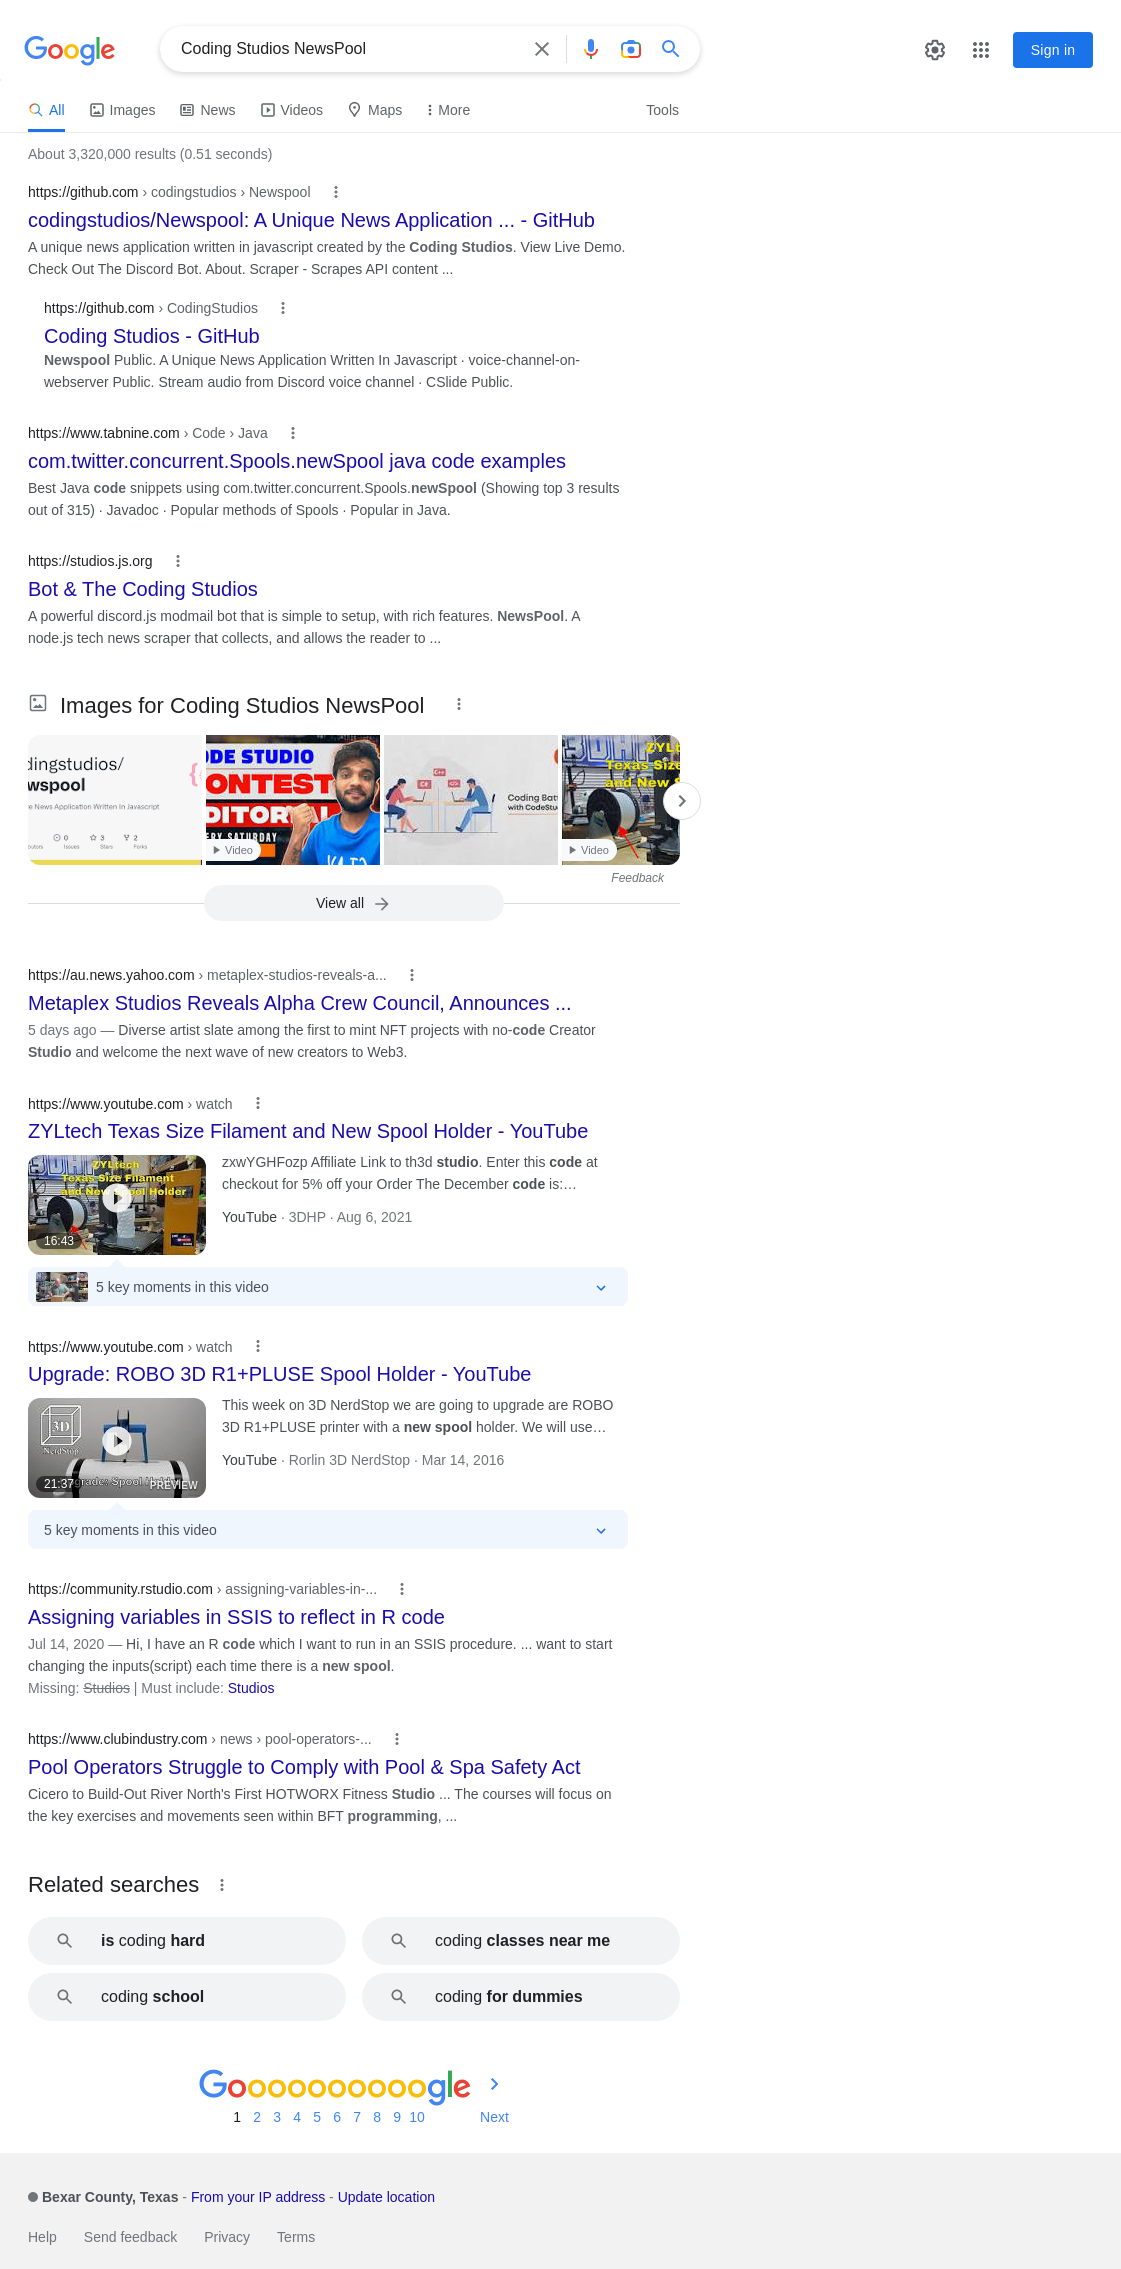 Google
Coding Studios NewsPool
Sign in
All
Images
News
Videos
Maps
More
Tools
About 3,320,000 results (0.51 seconds)
https://github.com › codingstudios › Newspool
codingstudios/Newspool: A Unique News Application ... - GitHub
A unique news application written in javascript created by the Coding Studios. View Live Demo.
Check Out The Discord Bot. About. Scraper - Scrapes API content ...
https://github.com › CodingStudios
Coding Studios - GitHub
Newspool Public. A Unique News Application Written In Javascript · voice-channel-on-
webserver Public. Stream audio from Discord voice channel · CSlide Public.
https://www.tabnine.com › Code › Java
com.twitter.concurrent.Spools.newSpool java code examples
Best Java code snippets using com.twitter.concurrent.Spools.newSpool (Showing top 3 results
out of 315) · Javadoc · Popular methods of Spools · Popular in Java.
https://studios.js.org
Bot & The Coding Studios
A powerful discord.js modmail bot that is simple to setup, with rich features. NewsPool. A
node.js tech news scraper that collects, and allows the reader to ...
Images for Coding Studios NewsPool
dingstudios/
wspool
e News Application Written In Javascript
0
3
2
Issues
Stars
Forks
ODE STUDIO
ONTEST
DITORIAL
ERY SATURDAY
Video
C++
C#
</>
Coding Batt
with CodeStudi
3DHP
ZYLt
Texas Size
and New S
Video
Feedback
View all
https://au.news.yahoo.com › metaplex-studios-reveals-a...
Metaplex Studios Reveals Alpha Crew Council, Announces ...
5 days ago — Diverse artist slate among the first to mint NFT projects with no-code Creator
Studio and welcome the next wave of new creators to Web3.
https://www.youtube.com › watch
ZYLtech Texas Size Filament and New Spool Holder - YouTube
ZYLtech
Texas Size Filament
and New Spool Holder
16:43
zxwYGHFozp Affiliate Link to th3d studio. Enter this code at
checkout for 5% off your Order The December code is:…
YouTube · 3DHP · Aug 6, 2021
5 key moments in this video
https://www.youtube.com › watch
Upgrade: ROBO 3D R1+PLUSE Spool Holder - YouTube
3D
NerdStop
21:37
grade: Spool Holder
PREVIEW
This week on 3D NerdStop we are going to upgrade are ROBO
3D R1+PLUSE printer with a new spool holder. We will use…
YouTube · Rorlin 3D NerdStop · Mar 14, 2016
5 key moments in this video
https://community.rstudio.com › assigning-variables-in-...
Assigning variables in SSIS to reflect in R code
Jul 14, 2020 — Hi, I have an R code which I want to run in an SSIS procedure. ... want to start
changing the inputs(script) each time there is a new spool.
Missing: Studios | Must include: Studios
https://www.clubindustry.com › news › pool-operators-...
Pool Operators Struggle to Comply with Pool & Spa Safety Act
Cicero to Build-Out River North's First HOTWORX Fitness Studio ... The courses will focus on
the key exercises and movements seen within BFT programming, ...
Related searches
is coding hard
coding classes near me
coding school
coding for dummies
Goooooooooogle
1 2 3 4 5 6 7 8 9 10 Next
Bexar County, Texas - From your IP address - Update location
Help
Send feedback
Privacy
Terms